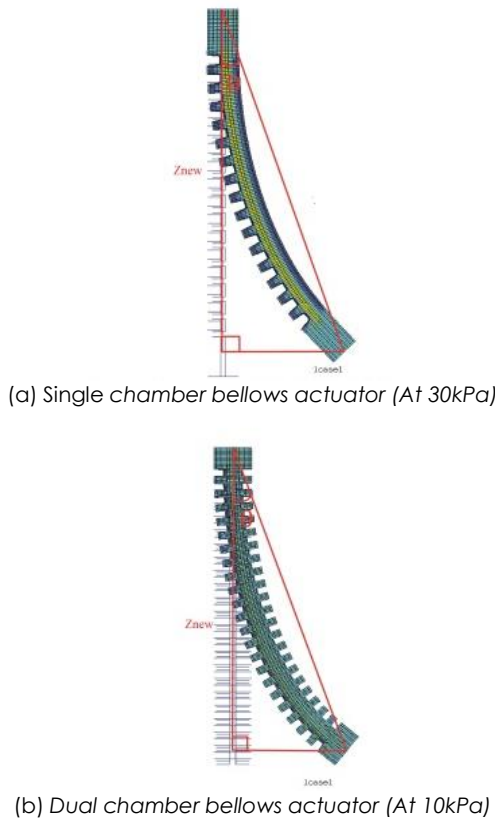 Znew
lcase1
(a) Single chamber bellows actuator (At 30kPa)
Znew
lcase1
(b) Dual chamber bellows actuator (At 10kPa)